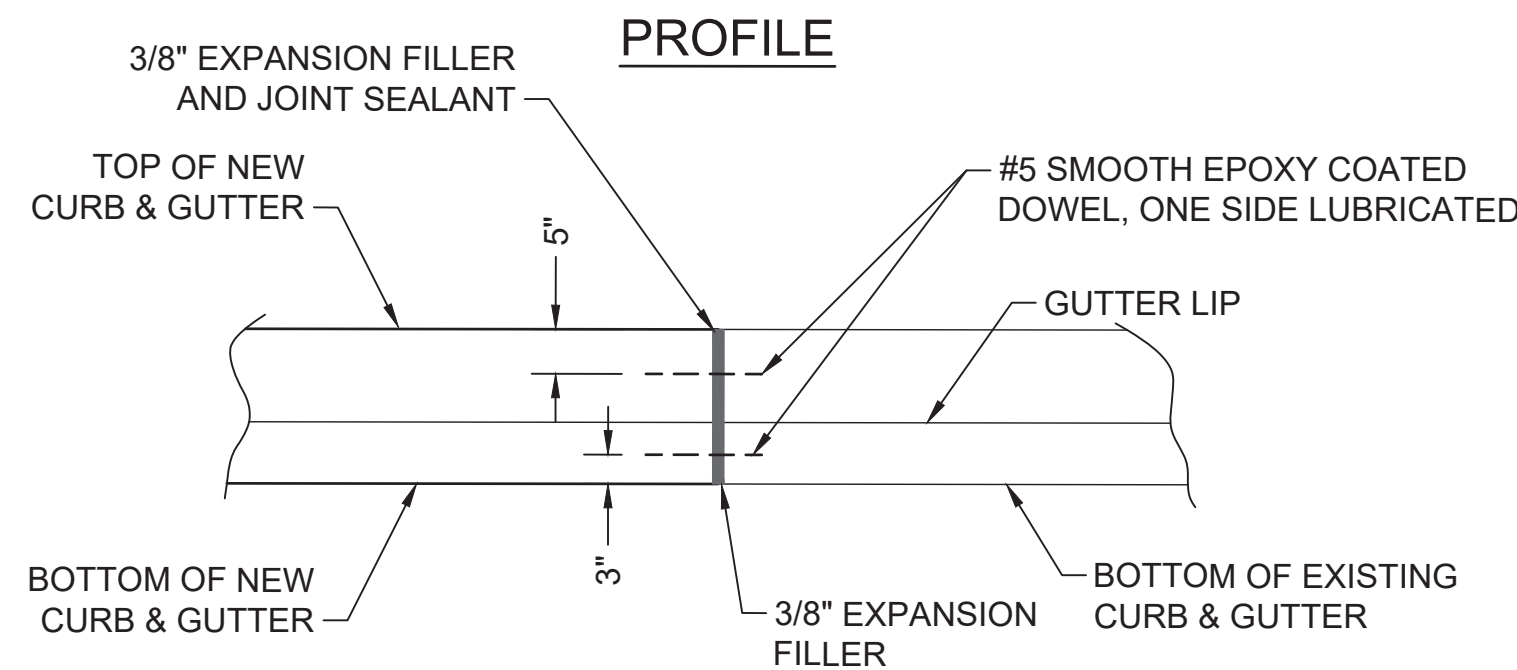 PROFILE
3/8" EXPANSION FILLER
AND JOINT SEALANT
TOP OF NEW
CURB & GUTTER
#5 SMOOTH EPOXY COATED
DOWEL, ONE SIDE LUBRICATED
5"
GUTTER LIP
3"
BOTTOM OF NEW
CURB & GUTTER
3/8" EXPANSION
FILLER
BOTTOM OF EXISTING
CURB & GUTTER